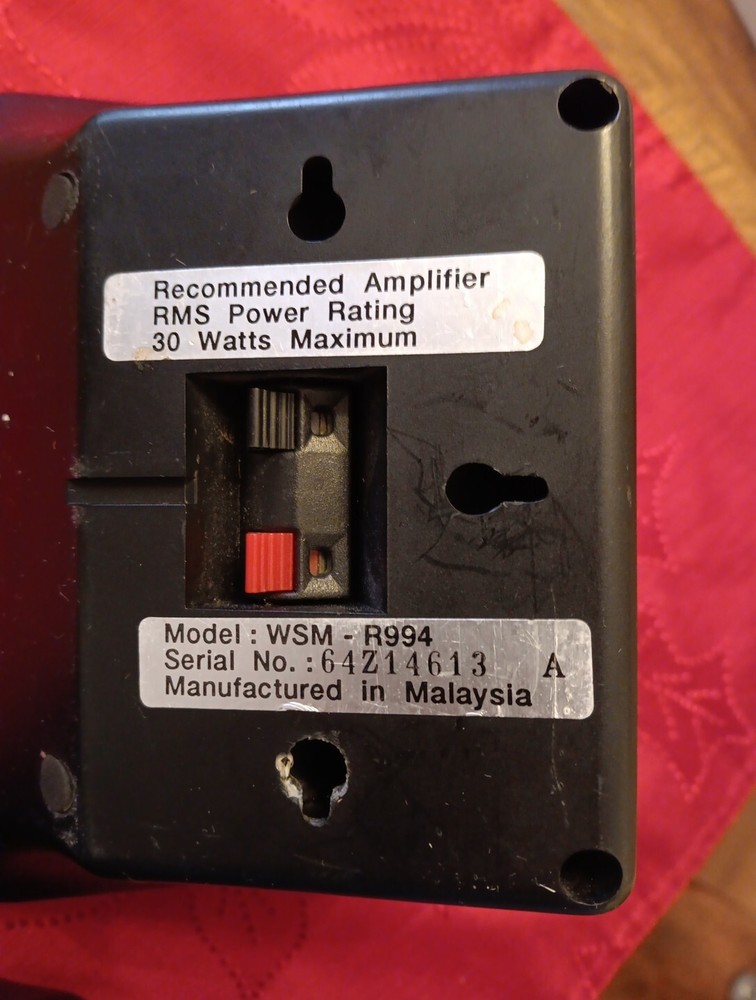 Recommended Amplifier
RMS Power Rating
30 Watts Maximum
Model : WSM - R994
Serial No. : 64Z14613 A
Manufactured in Malaysia